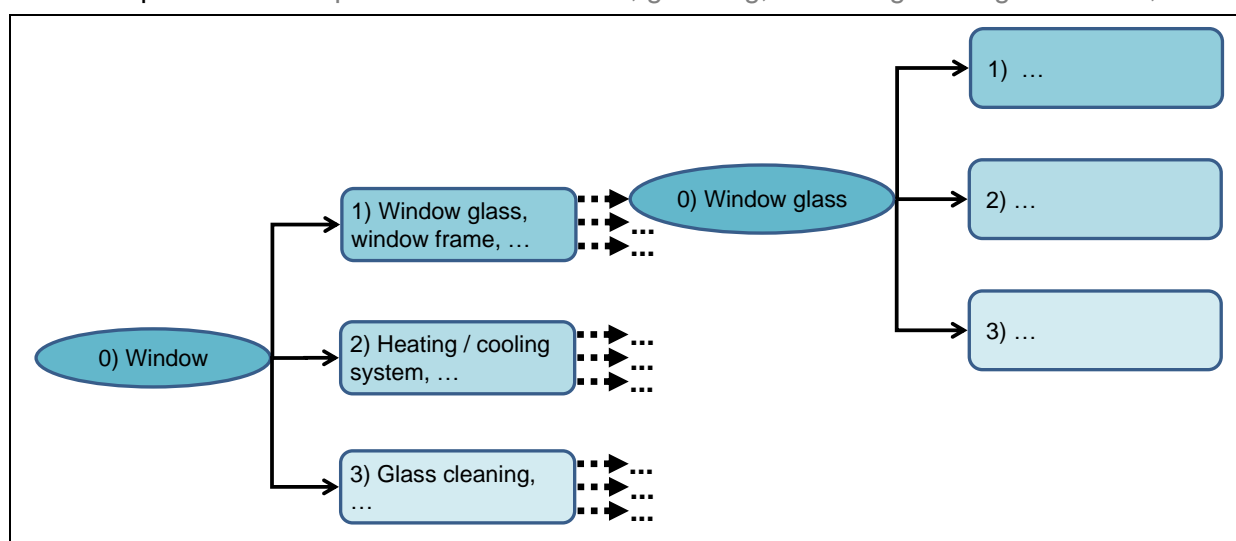 0) Window
1) Window glass,
window frame, …
2) Heating / cooling
system, …
3) Glass cleaning,
…
...
...
...
...
...
...
...
...
0) Window glass
1) …
2) …
3) …